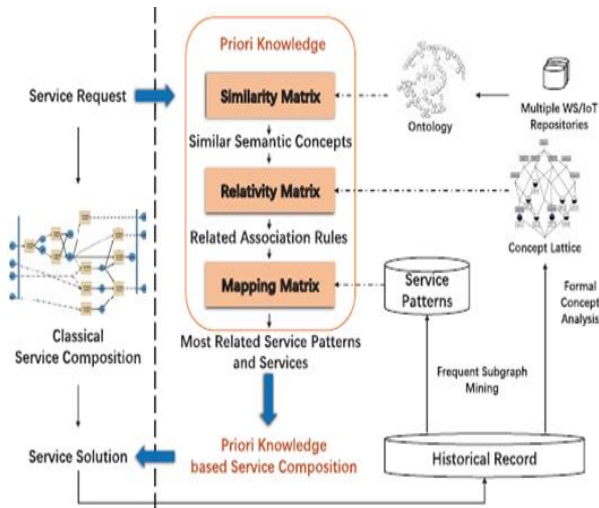 Priori Knowledge
Service Request
Similarity Matrix
Ontology
Multiple WS/IoT
Repositories
Similar Semantic Concepts
Relativity Matrix
Concept Lattice
Related Association Rules
Mapping Matrix
Service
Patterns
Formal
Concept
Analysis
Classical
Service Composition
Most Related Service Patterns
and Services
Frequent Subgraph
Mining
Service Solution
Priori Knowledge
based Service Composition
Historical Record